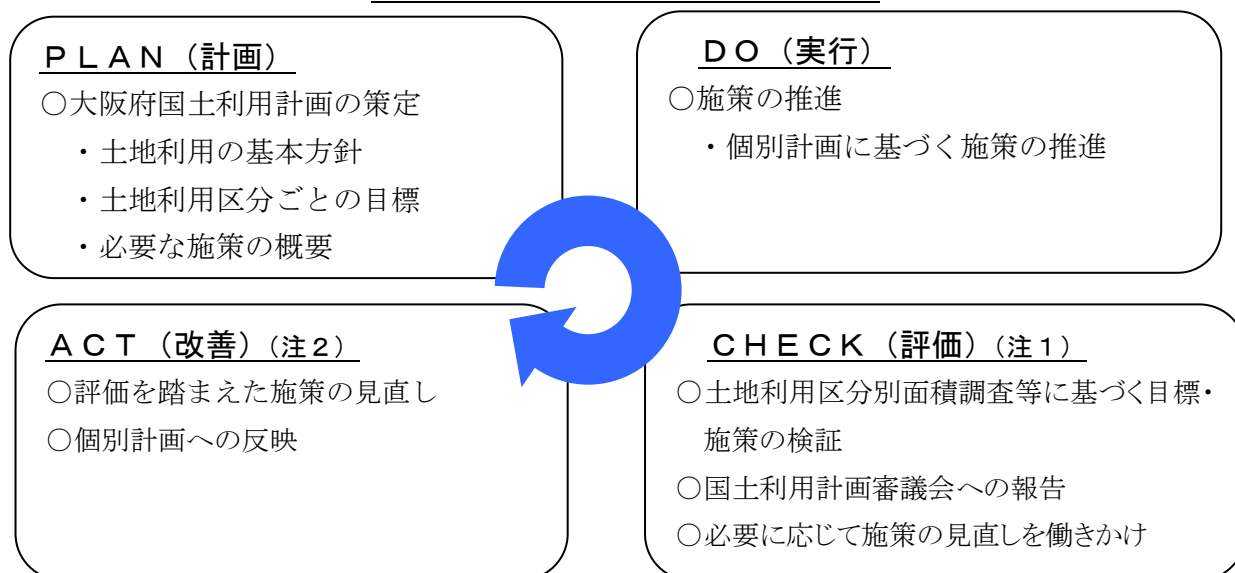 ＰＬＡＮ（計画）
○大阪府国土利用計画の策定
・土地利用の基本方針
・土地利用区分ごとの目標
・必要な施策の概要
ＤＯ（実行）
○施策の推進
・個別計画に基づく施策の推進
ＡＣＴ（改善）（注２）
○評価を踏まえた施策の見直し
○個別計画への反映
ＣＨＥＣＫ（評価）（注１）
○土地利用区分別面積調査等に基づく目標・
施策の検証
○国土利用計画審議会への報告
○必要に応じて施策の見直しを働きかけ